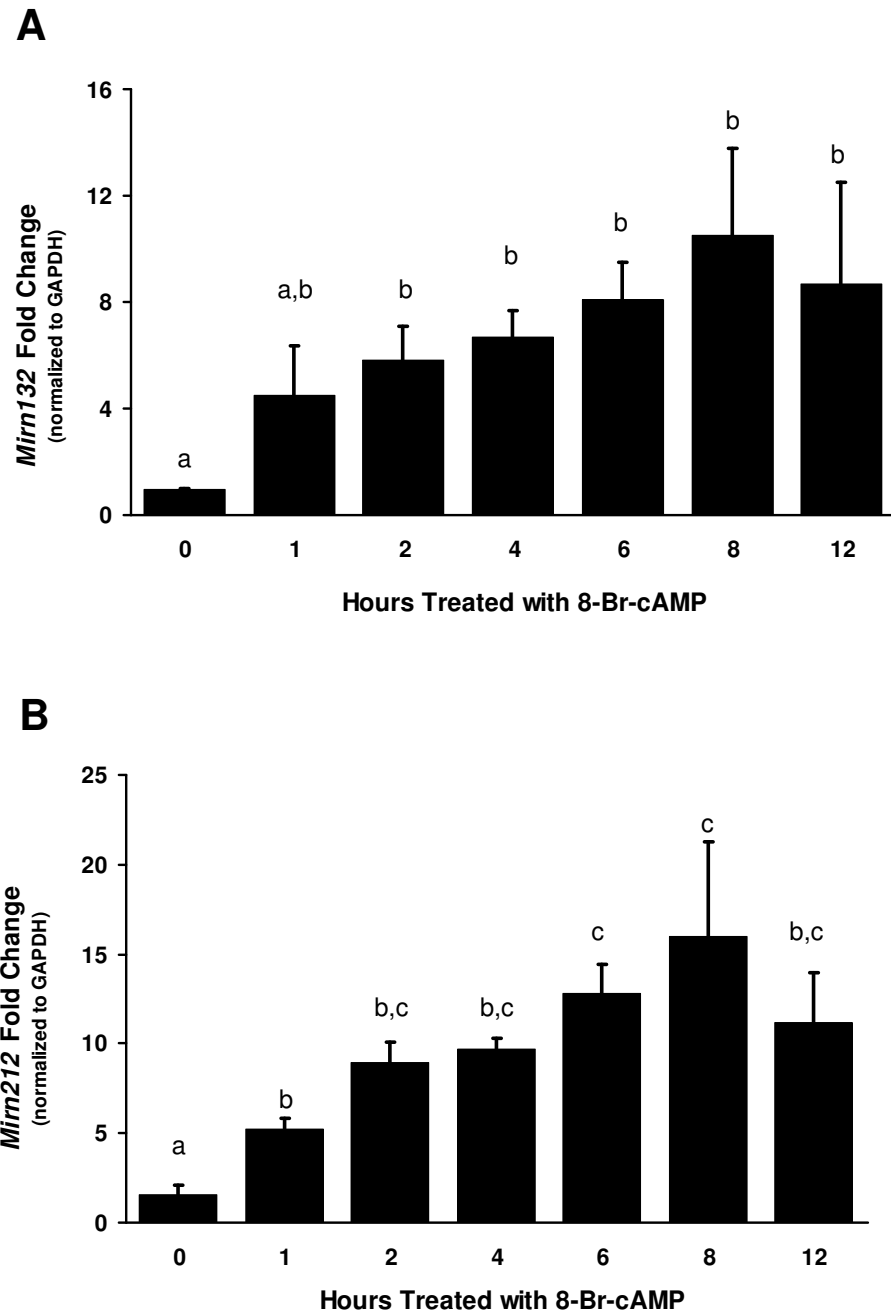 A
16
12
8
4
0
Mirn132 Fold Change
(normalized to GAPDH)
a
a,b
b
b
b
b
b
0 1 2 4 6 8 12
Hours Treated with 8-Br-cAMP
B
25
20
15
10
5
0
Mirn212 Fold Change
(normalized to GAPDH)
a
b
b,c
b,c
c
c
b,c
0 1 2 4 6 8 12
Hours Treated with 8-Br-cAMP